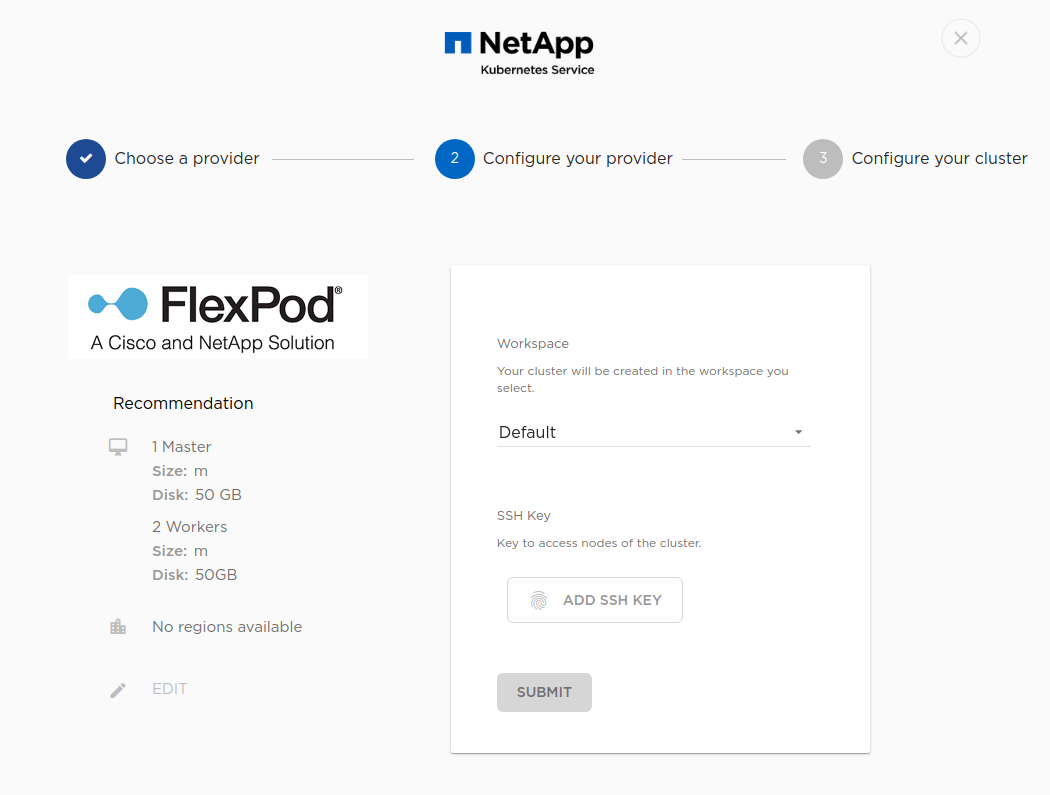 NetApp
Kubernetes Service
Choose a provider
2
Configure your provider
3
Configure your cluster
FlexPod®
A Cisco and NetApp Solution
Recommendation
1 Master
Size: m
Disk: 50 GB
2 Workers
Size: m
Disk: 50GB
No regions available
EDIT
Workspace
Your cluster will be created in the workspace you
select.
Default
SSH Key
Key to access nodes of the cluster.
ADD SSH KEY
SUBMIT